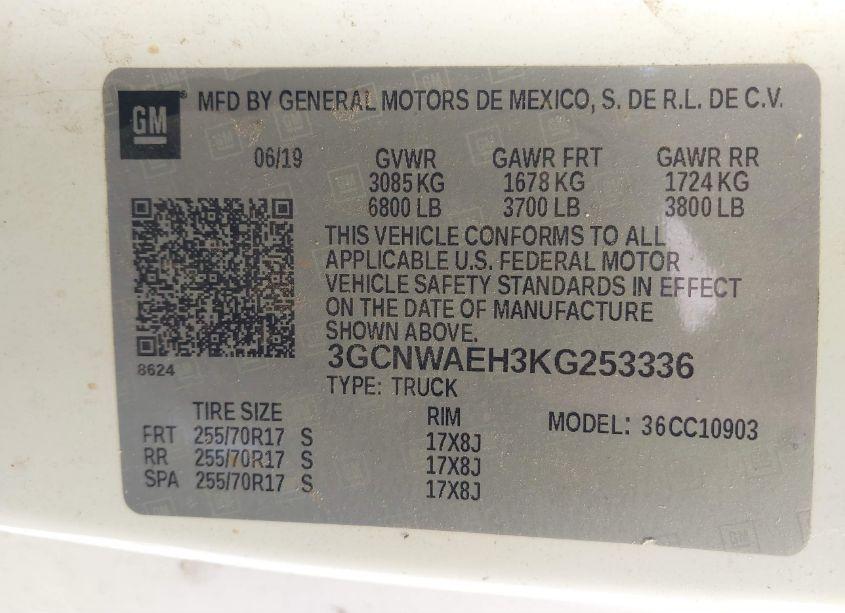 GM ® MFD BY GENERAL MOTORS DE MEXICO, S. DE R.L. DE C.V.
06/19 GVWR GAWR FRT GAWR RR
3085 KG 1678 KG 1724 KG
6800 LB 3700 LB 3800 LB
THIS VEHICLE CONFORMS TO ALL
APPLICABLE U.S. FEDERAL MOTOR
VEHICLE SAFETY STANDARDS IN EFFECT
ON THE DATE OF MANUFACTURE
SHOWN ABOVE.
8624 3GCNWAEH3KG253336
TYPE: TRUCK
TIRE SIZE RIM MODEL: 36CC10903
FRT 255/70R17 S 17X8J
RR 255/70R17 S 17X8J
SPA 255/70R17 S 17X8J